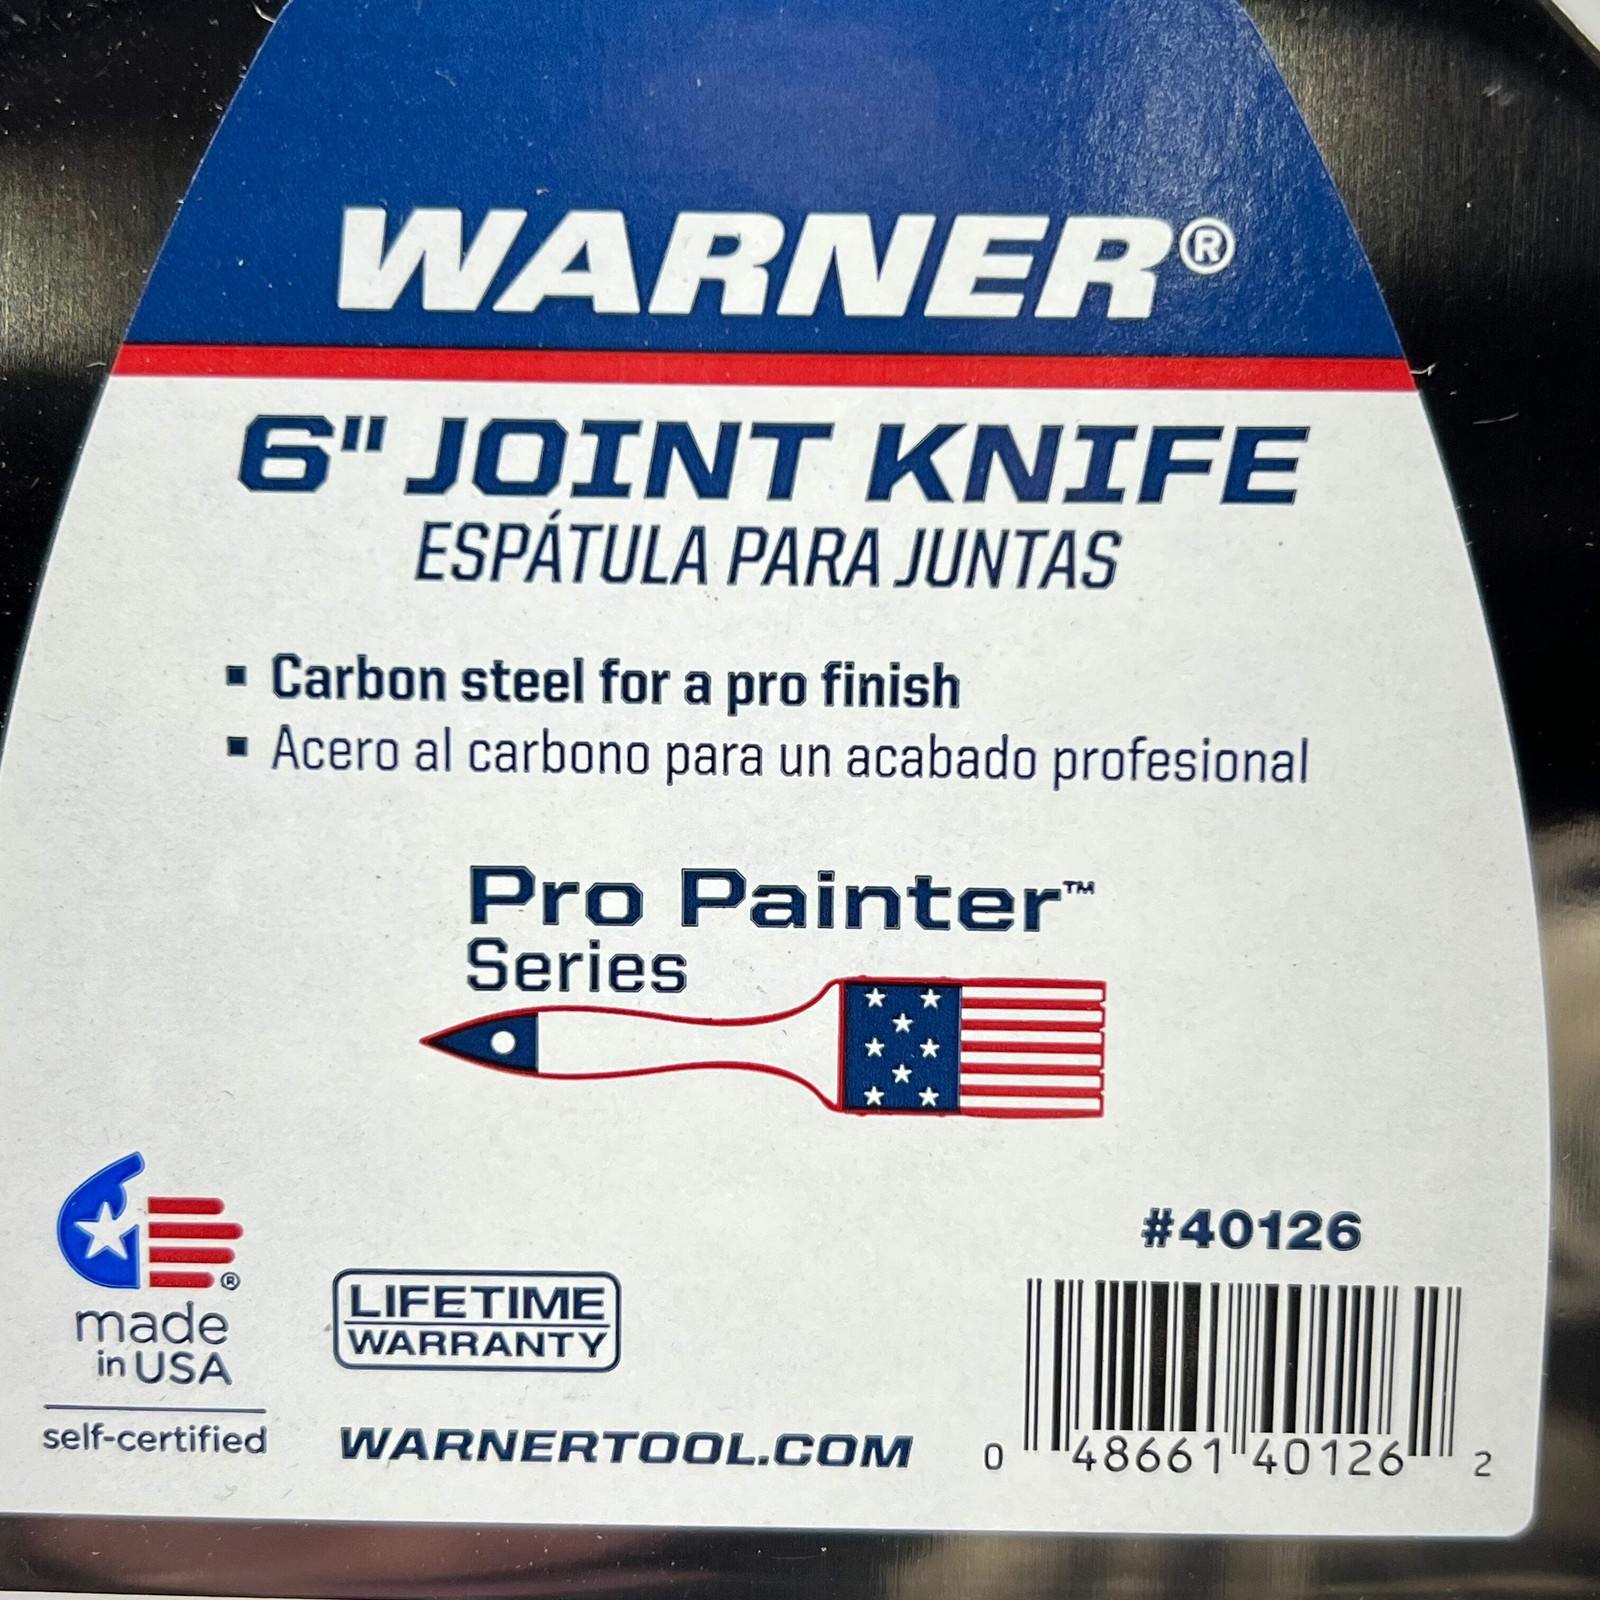 WARNER®
6" JOINT KNIFE
ESPÁTULA PARA JUNTAS
▪ Carbon steel for a pro finish
▪ Acero al carbono para un acabado profesional
Pro Painter™
Series
®
made
in USA
self-certified
LIFETIME
WARRANTY
WARNERTOOL.COM
#40126
0 48661 40126 2